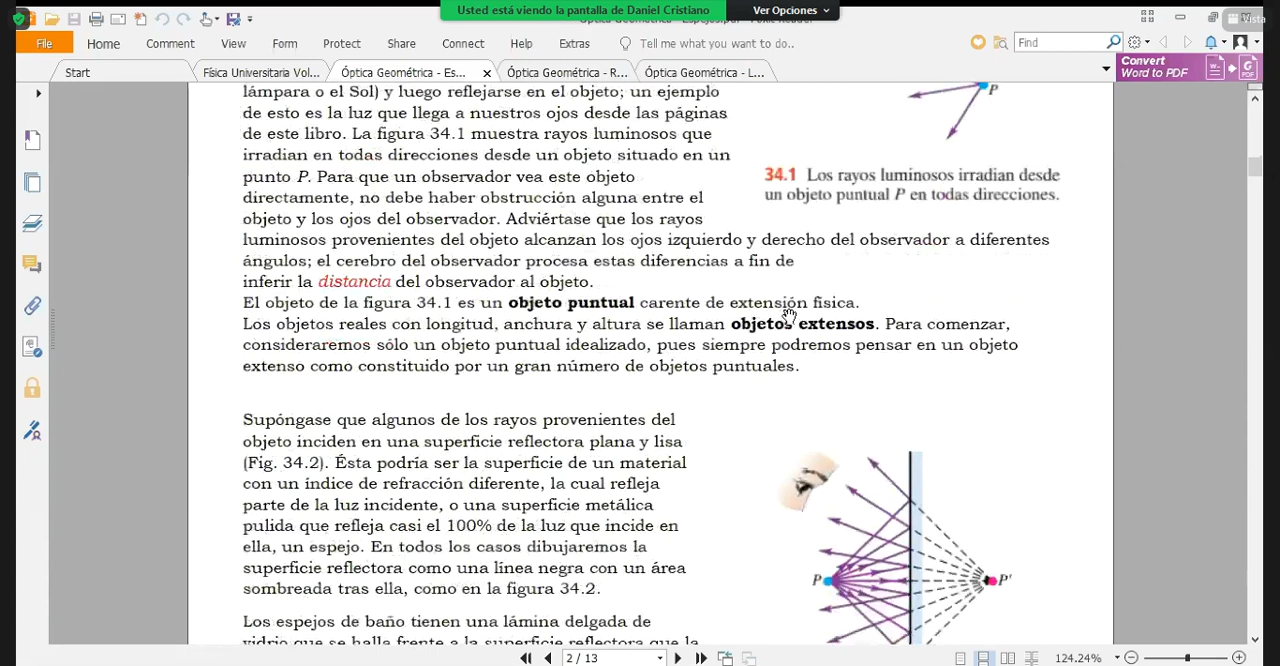 Usted está viendo la pantalla de Daniel Cristiano
Ver Opciones
Vista
File Home Comment View Form Protect Share Connect Help Extras Tell me what you want to do.. Find
Start Física Universitaria Vol... Óptica Geométrica - Es... × Óptica Geométrica - R... Óptica Geométrica - L...
Convert
Word to PDF
lámpara o el Sol) y luego reflejarse en el objeto; un ejemplo
de esto es la luz que llega a nuestros ojos desde las páginas
de este libro. La figura 34.1 muestra rayos luminosos que
irradian en todas direcciones desde un objeto situado en un
punto P. Para que un observador vea este objeto
directamente, no debe haber obstrucción alguna entre el
objeto y los ojos del observador. Adviértase que los rayos
luminosos provenientes del objeto alcanzan los ojos izquierdo y derecho del observador a diferentes
ángulos; el cerebro del observador procesa estas diferencias a fin de
inferir la distancia del observador al objeto.
El objeto de la figura 34.1 es un objeto puntual carente de extensión física.
Los objetos reales con longitud, anchura y altura se llaman objetos extensos. Para comenzar,
consideraremos sólo un objeto puntual idealizado, pues siempre podremos pensar en un objeto
extenso como constituido por un gran número de objetos puntuales.
P
34.1 Los rayos luminosos irradian desde
un objeto puntual P en todas direcciones.
Supóngase que algunos de los rayos provenientes del
objeto inciden en una superficie reflectora plana y lisa
(Fig. 34.2). Ésta podría ser la superficie de un material
con un índice de refracción diferente, la cual refleja
parte de la luz incidente, o una superficie metálica
pulida que refleja casi el 100% de la luz que incide en
ella, un espejo. En todos los casos dibujaremos la
superficie reflectora como una línea negra con un área
sombreada tras ella, como en la figura 34.2.
Los espejos de baño tienen una lámina delgada de
vidrio que se halla frente a la superficie reflectora que la
P P'
2 / 13
124.24%